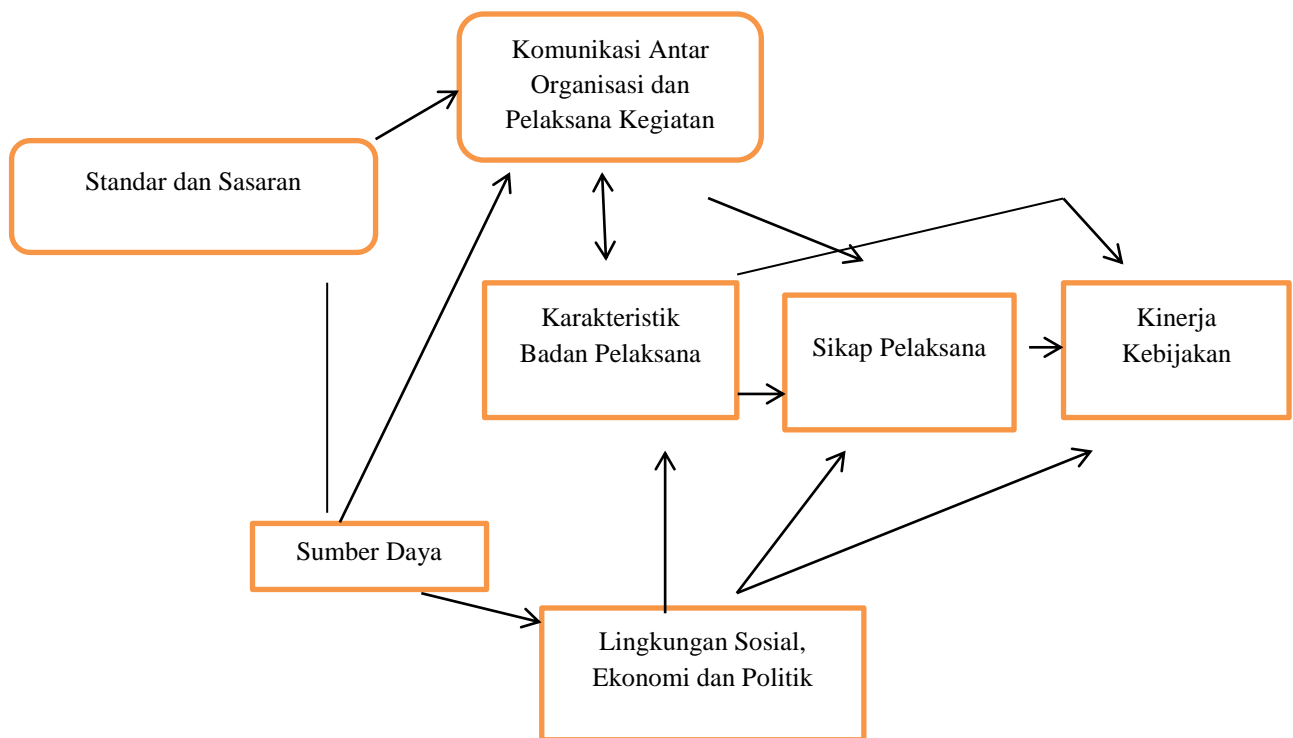 Komunikasi Antar
Organisasi dan
Pelaksana Kegiatan
Standar dan Sasaran
Karakteristik
Badan Pelaksana
Sikap Pelaksana
Kinerja
Kebijakan
Sumber Daya
Lingkungan Sosial,
Ekonomi dan Politik